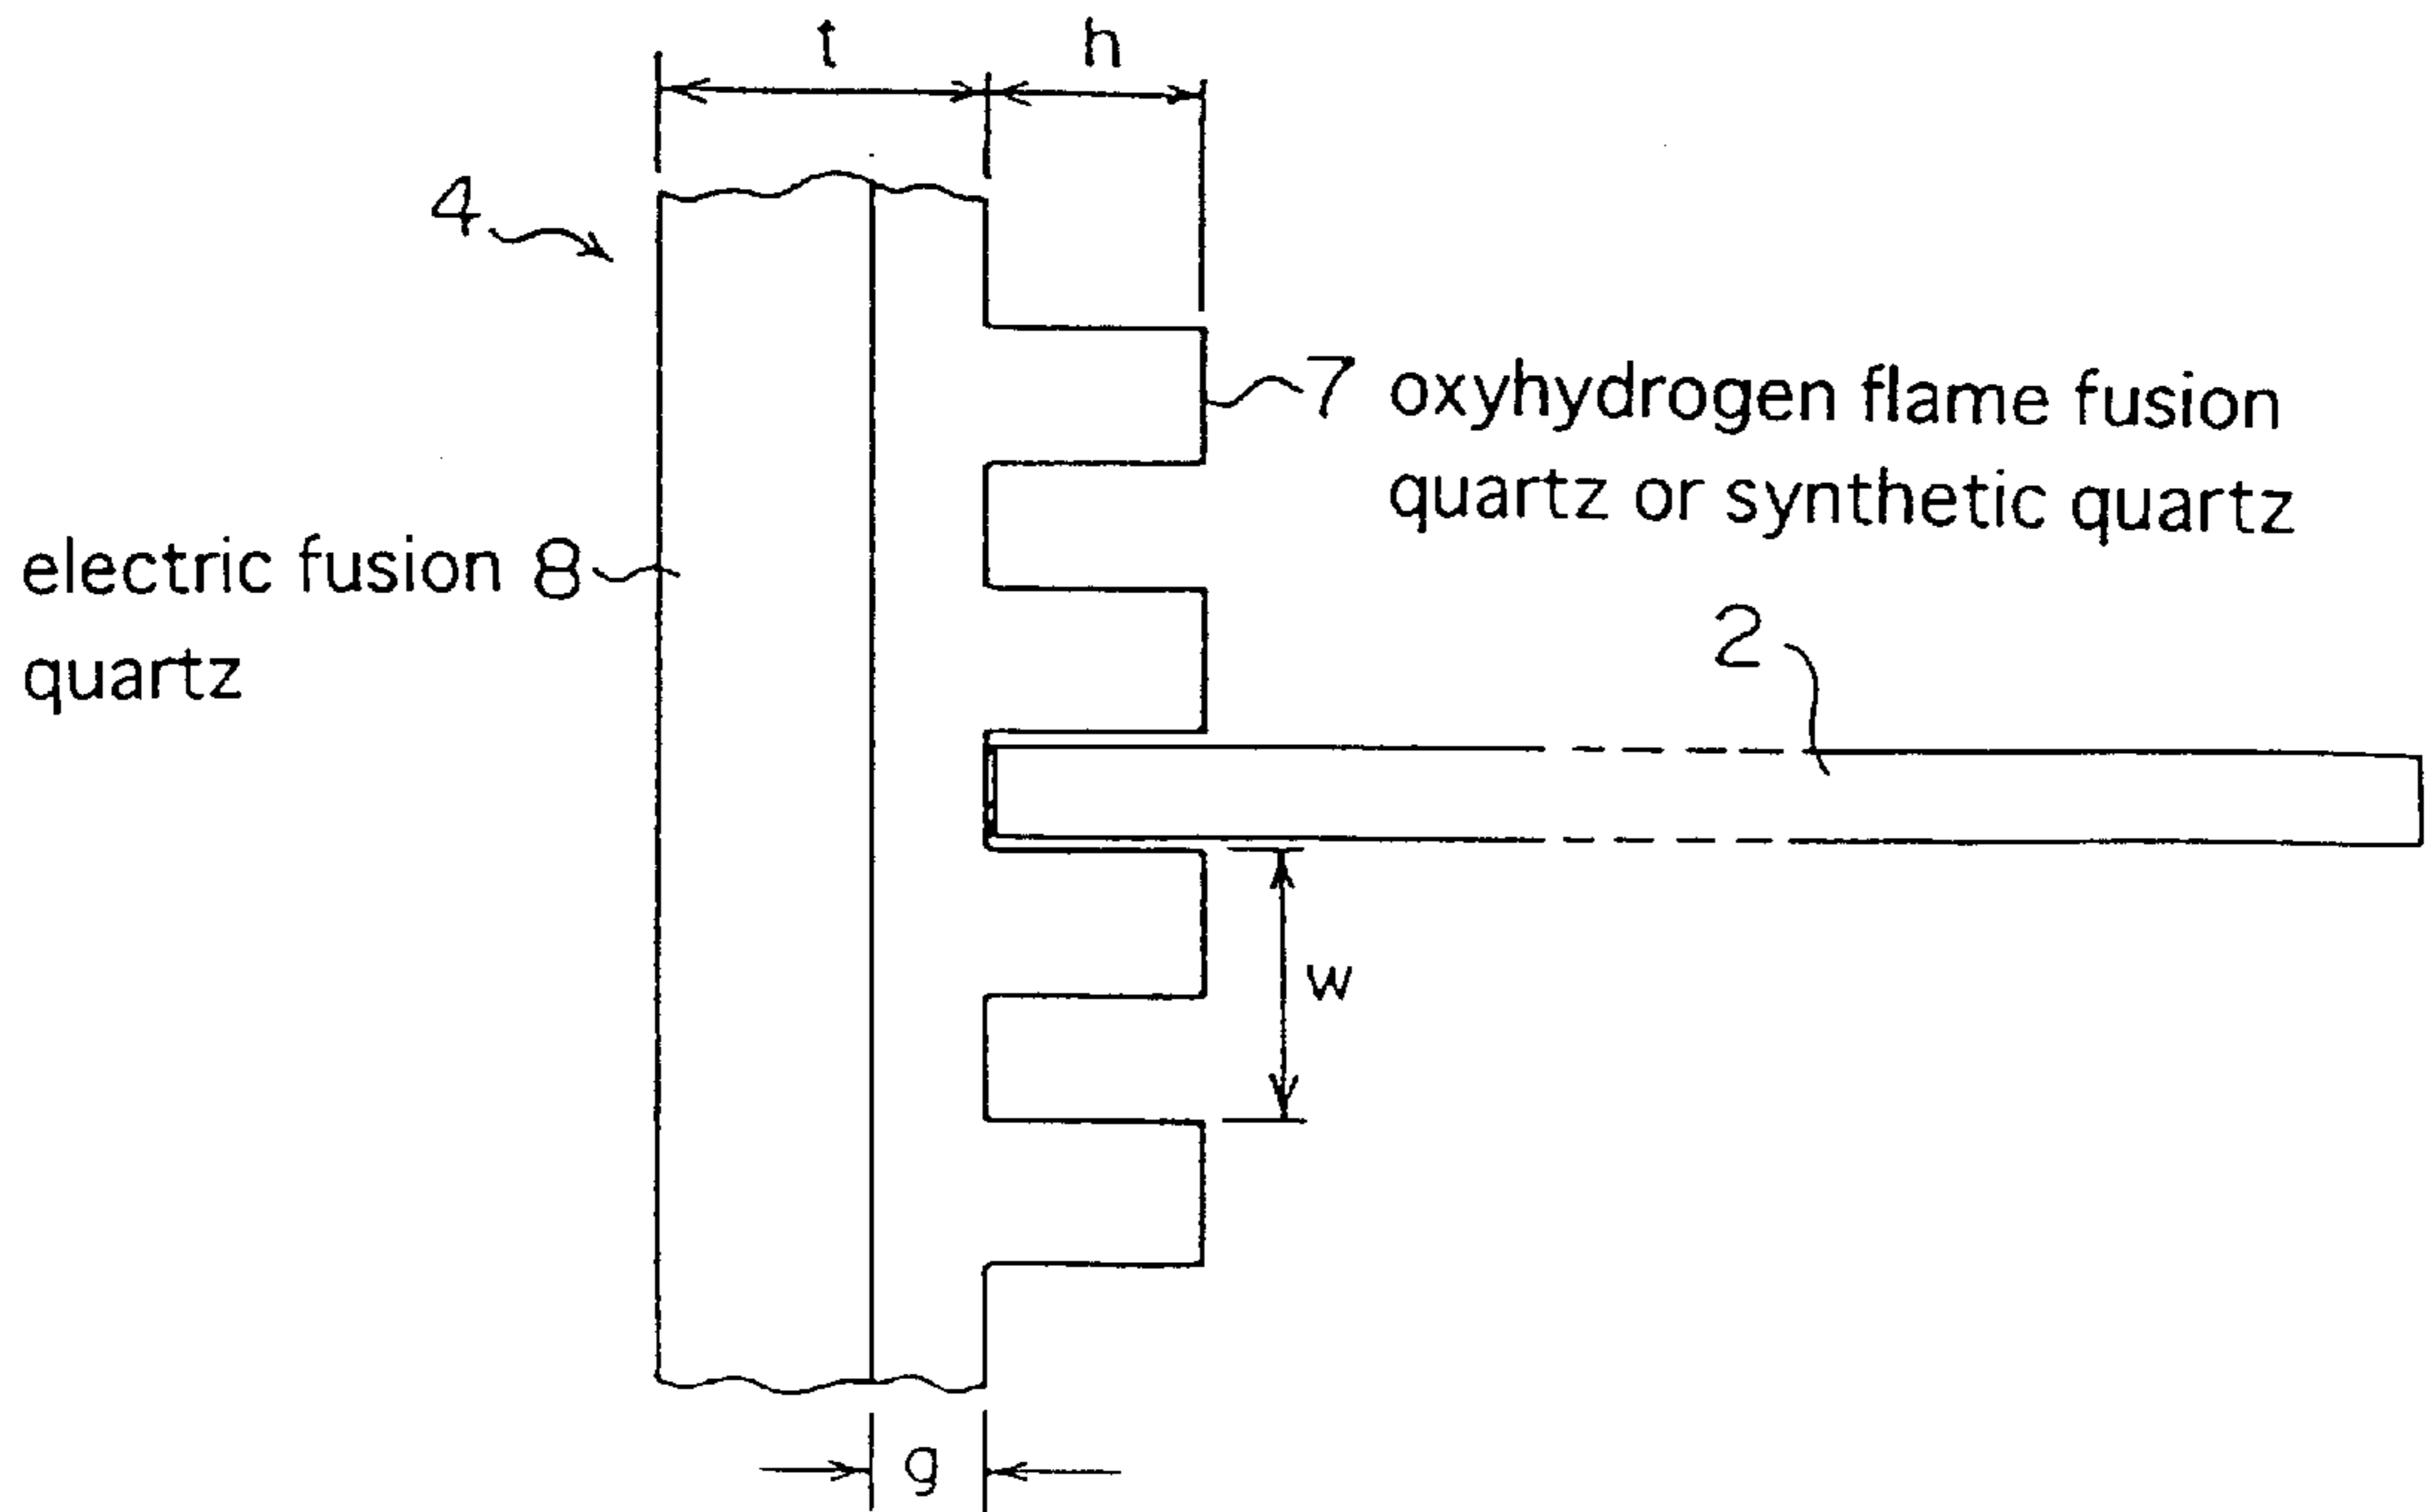 t
h
4
7 oxyhydrogen flame fusion
quartz or synthetic quartz
electric fusion 8
quartz
2
w
g